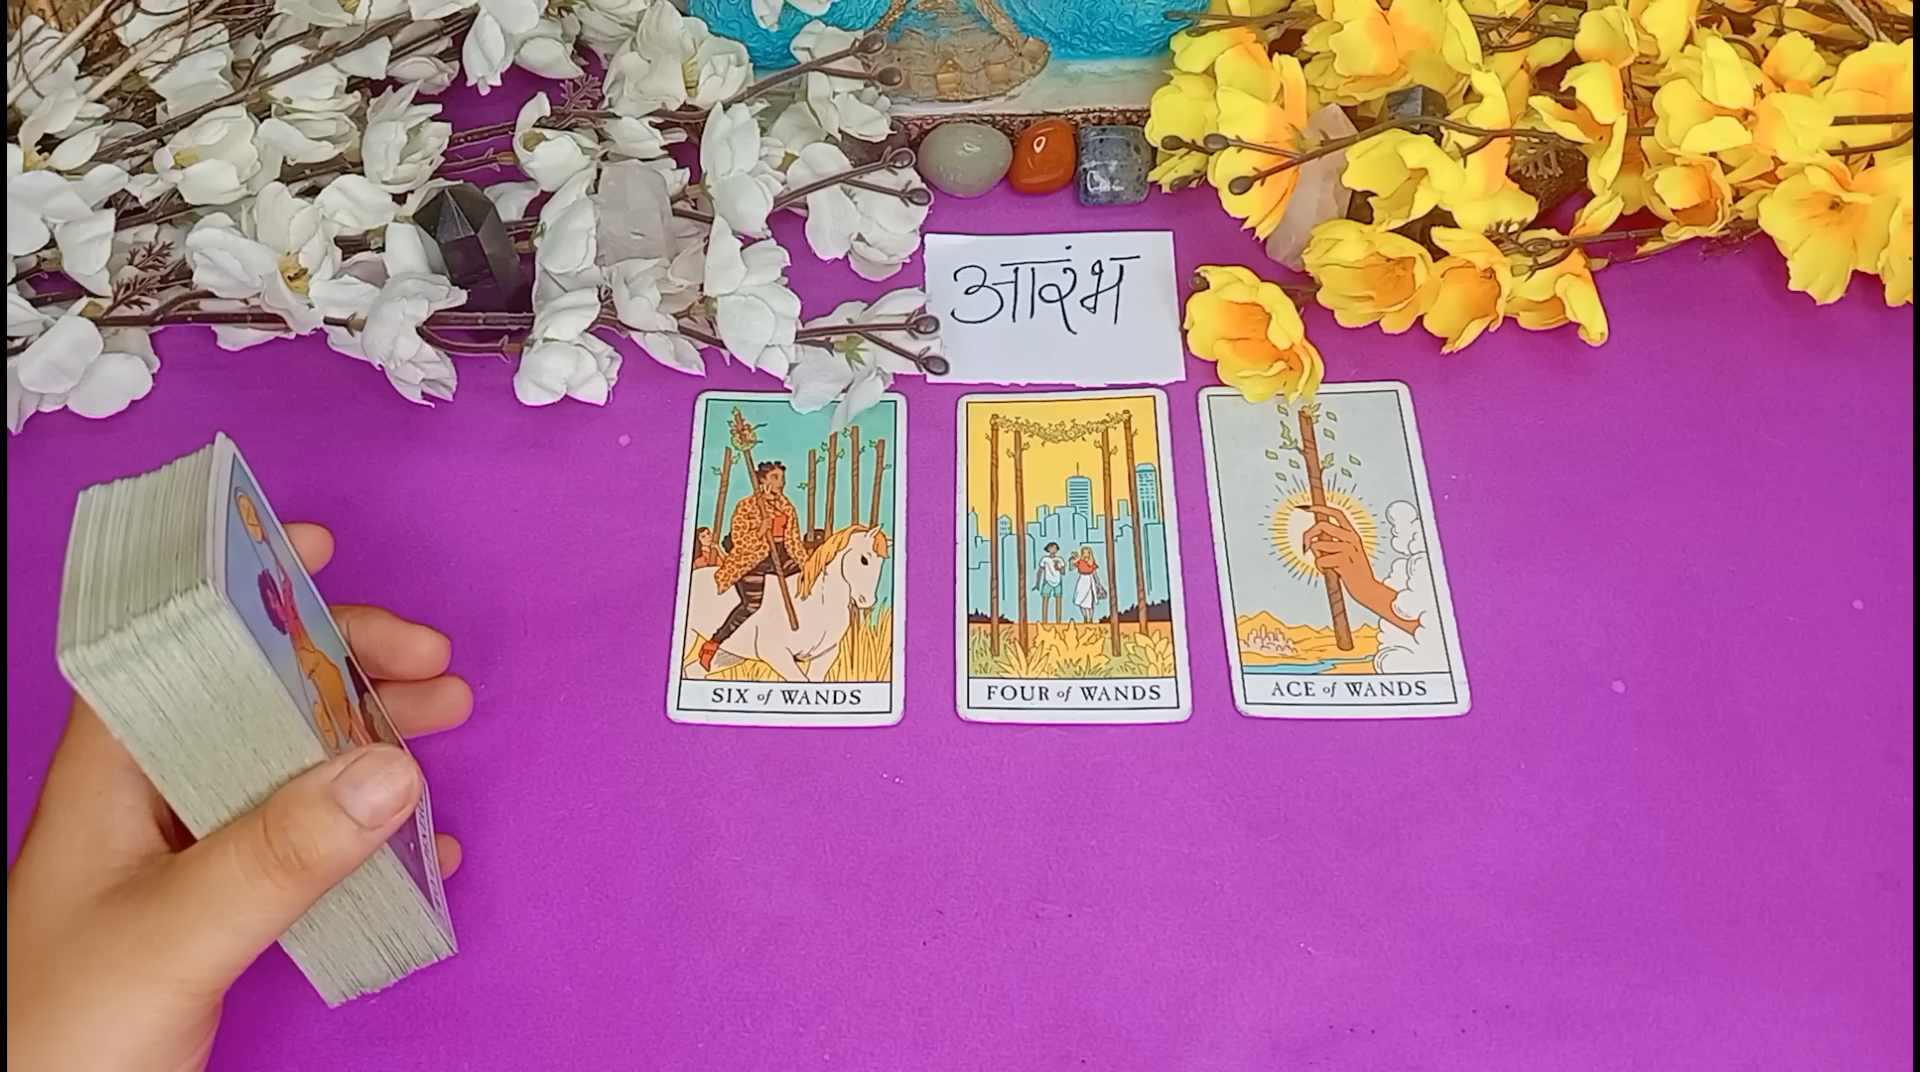 आरंभ
SIX of WANDS
FOUR of WANDS
ACE of WANDS